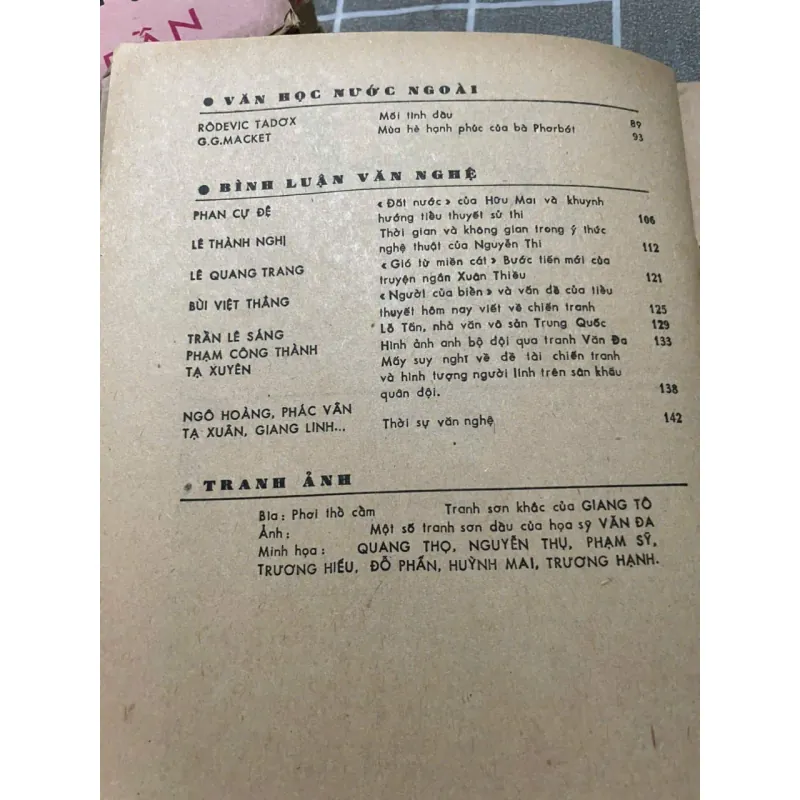 ẦN
• VĂN HỌC NƯỚC NGOÀI
RÔDEVIC TADƠX Mối tình đầu 89
G.G.MACKET Mùa hè hạnh phúc của bà Phorbót 93
• BÌNH LUẬN VĂN NGHỆ
PHAN CỰ ĐỆ « Đất nước » của Hữu Mai và khuynh
hướng tiểu thuyết sử thi 106
LÊ THÀNH NGHỊ Thời gian và không gian trong ý thức
nghệ thuật của Nguyễn Thi 112
LÊ QUANG TRANG « Gió từ miền cát » Bước tiến mới của
truyện ngắn Xuân Thiều 121
BÙI VIỆT THẮNG « Người của biển » và vấn đề của tiểu
thuyết hôm nay viết về chiến tranh 125
TRẦN LÊ SÁNG Lỗ Tấn, nhà văn vô sản Trung Quốc 129
PHẠM CÔNG THÀNH Hình ảnh anh bộ đội qua tranh Văn Đa 133
TẠ XUYÊN Mấy suy nghĩ về đề tài chiến tranh
và hình tượng người lính trên sân khấu
quân đội. 138
NGÔ HOÀNG, PHÁC VĂN
TẠ XUÂN, GIANG LINH... Thời sự văn nghệ 142
• TRANH ẢNH
Bìa : Phơi thổ cẩm Tranh sơn khắc của GIANG TÔ
Ảnh : Một số tranh sơn dầu của họa sỹ VĂN ĐA
Minh họa : QUANG THỌ, NGUYỄN THỤ, PHẠM SỸ,
TRƯƠNG HIẾU, ĐỖ PHẤN, HUỲNH MAI, TRƯƠNG HẠNH.